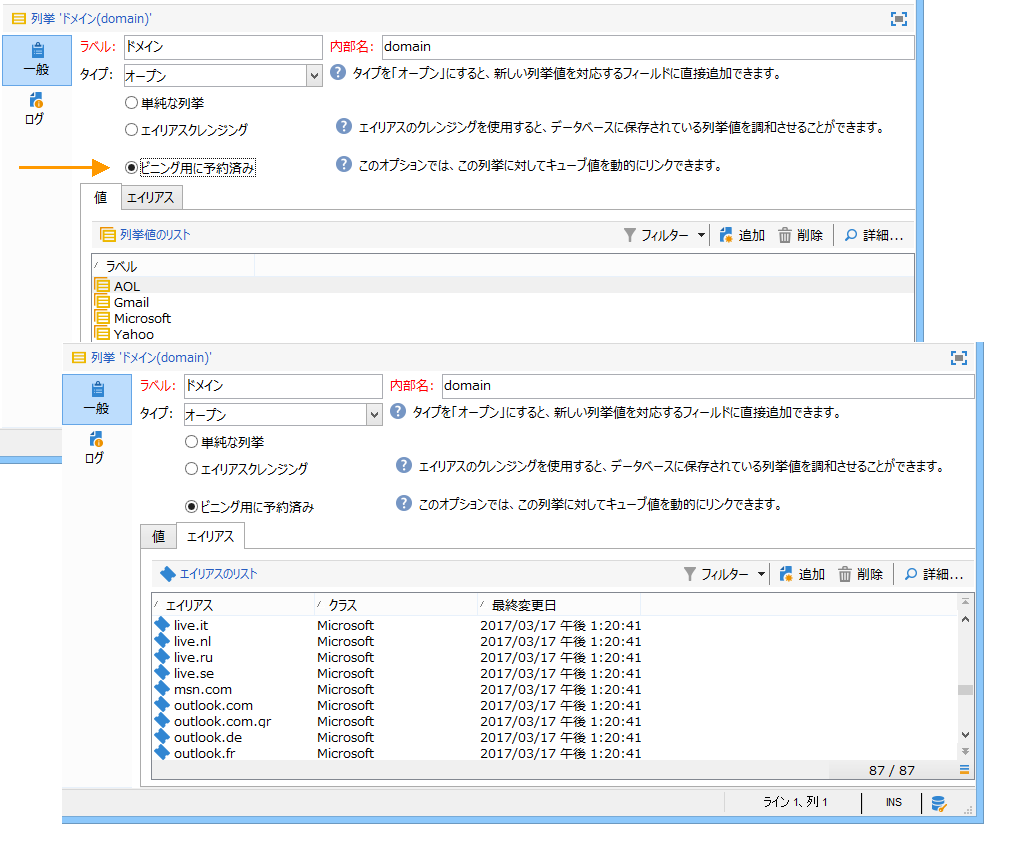 列挙 'ドメイン(domain)'
一般
ログ
ラベル: ドメイン 内部名: domain
タイプ: オープン ? タイプを「オープン」にすると、新しい列挙値を対応するフィールドに直接追加できます。
単純な列挙
エイリアスクレンジング ? エイリアスのクレンジングを使用すると、データベースに保存されている列挙値を調和させることができます。
ビニング用に予約済み ? このオプションでは、この列挙に対してキューブ値を動的にリンクできます。
値 エイリアス
列挙値のリスト フィルター 追加 削除 詳細...
ラベル
AOL
Gmail
Microsoft
Yahoo
列挙 'ドメイン(domain)'
一般
ログ
ラベル: ドメイン 内部名: domain
タイプ: オープン ? タイプを「オープン」にすると、新しい列挙値を対応するフィールドに直接追加できます。
単純な列挙
エイリアスクレンジング ? エイリアスのクレンジングを使用すると、データベースに保存されている列挙値を調和させることができます。
ビニング用に予約済み ? このオプションでは、この列挙に対してキューブ値を動的にリンクできます。
値 エイリアス
エイリアスのリスト フィルター 追加 削除 詳細...
エイリアス クラス 最終変更日
live.it Microsoft 2017/03/17 午後 1:20:41
live.nl Microsoft 2017/03/17 午後 1:20:41
live.ru Microsoft 2017/03/17 午後 1:20:41
live.se Microsoft 2017/03/17 午後 1:20:41
msn.com Microsoft 2017/03/17 午後 1:20:41
outlook.com Microsoft 2017/03/17 午後 1:20:41
outlook.com.gr Microsoft 2017/03/17 午後 1:20:41
outlook.de Microsoft 2017/03/17 午後 1:20:41
outlook.fr Microsoft 2017/03/17 午後 1:20:41
87 / 87
ライン 1、列 1 INS